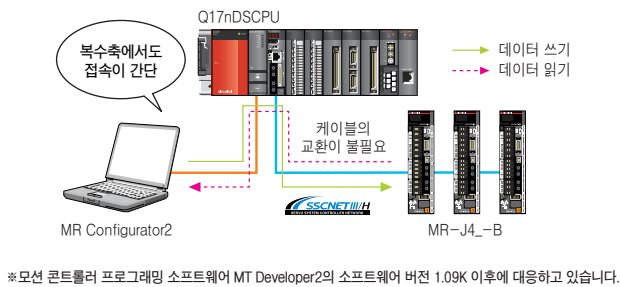 Q17nDSCPU
복수축에서도
접속이 간단
데이터 쓰기
데이터 읽기
케이블의
교환이 불필요
SSCNETIII/H
SERVO SYSTEM CONTROLLER NETWORK
MR Configurator2
MR-J4_-B
※모션 콘트롤러 프로그래밍 소프트웨어 MT Developer2의 소프트웨어 버전 1.09K 이후에 대응하고 있습니다.